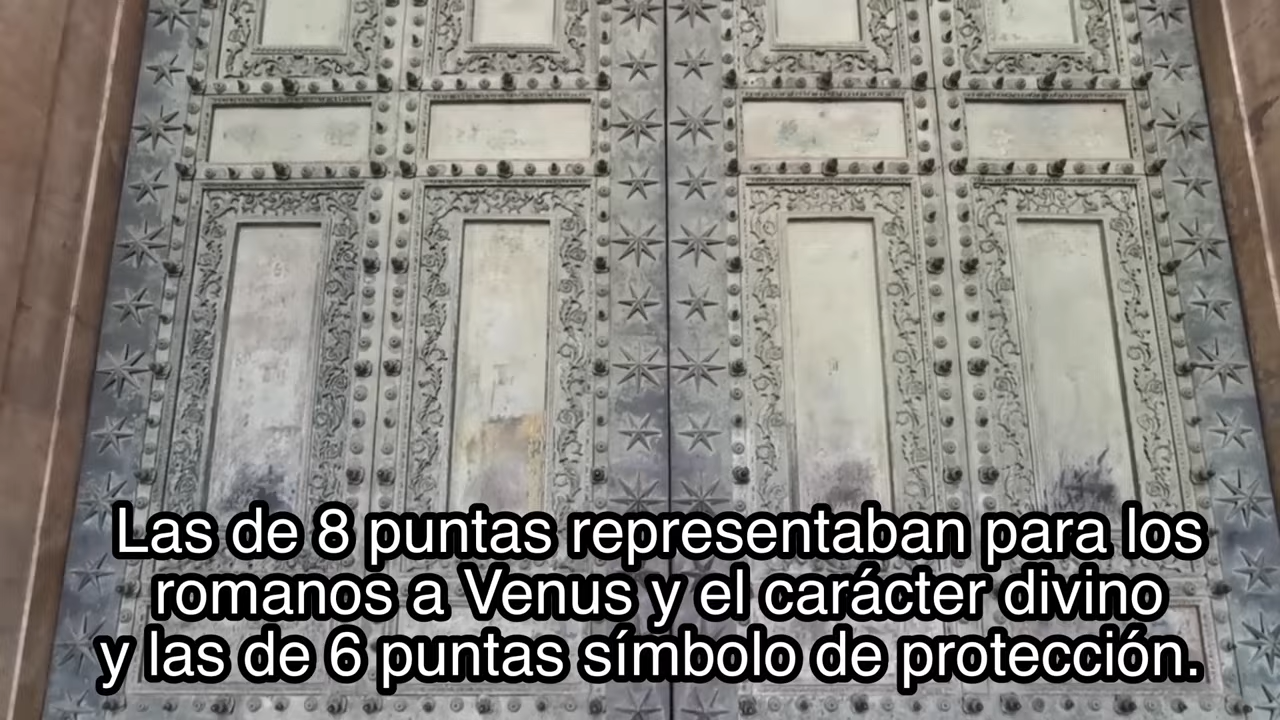 Las de 8 puntas representaban para los
romanos a Venus y el carácter divino
y las de 6 puntas símbolo de protección.